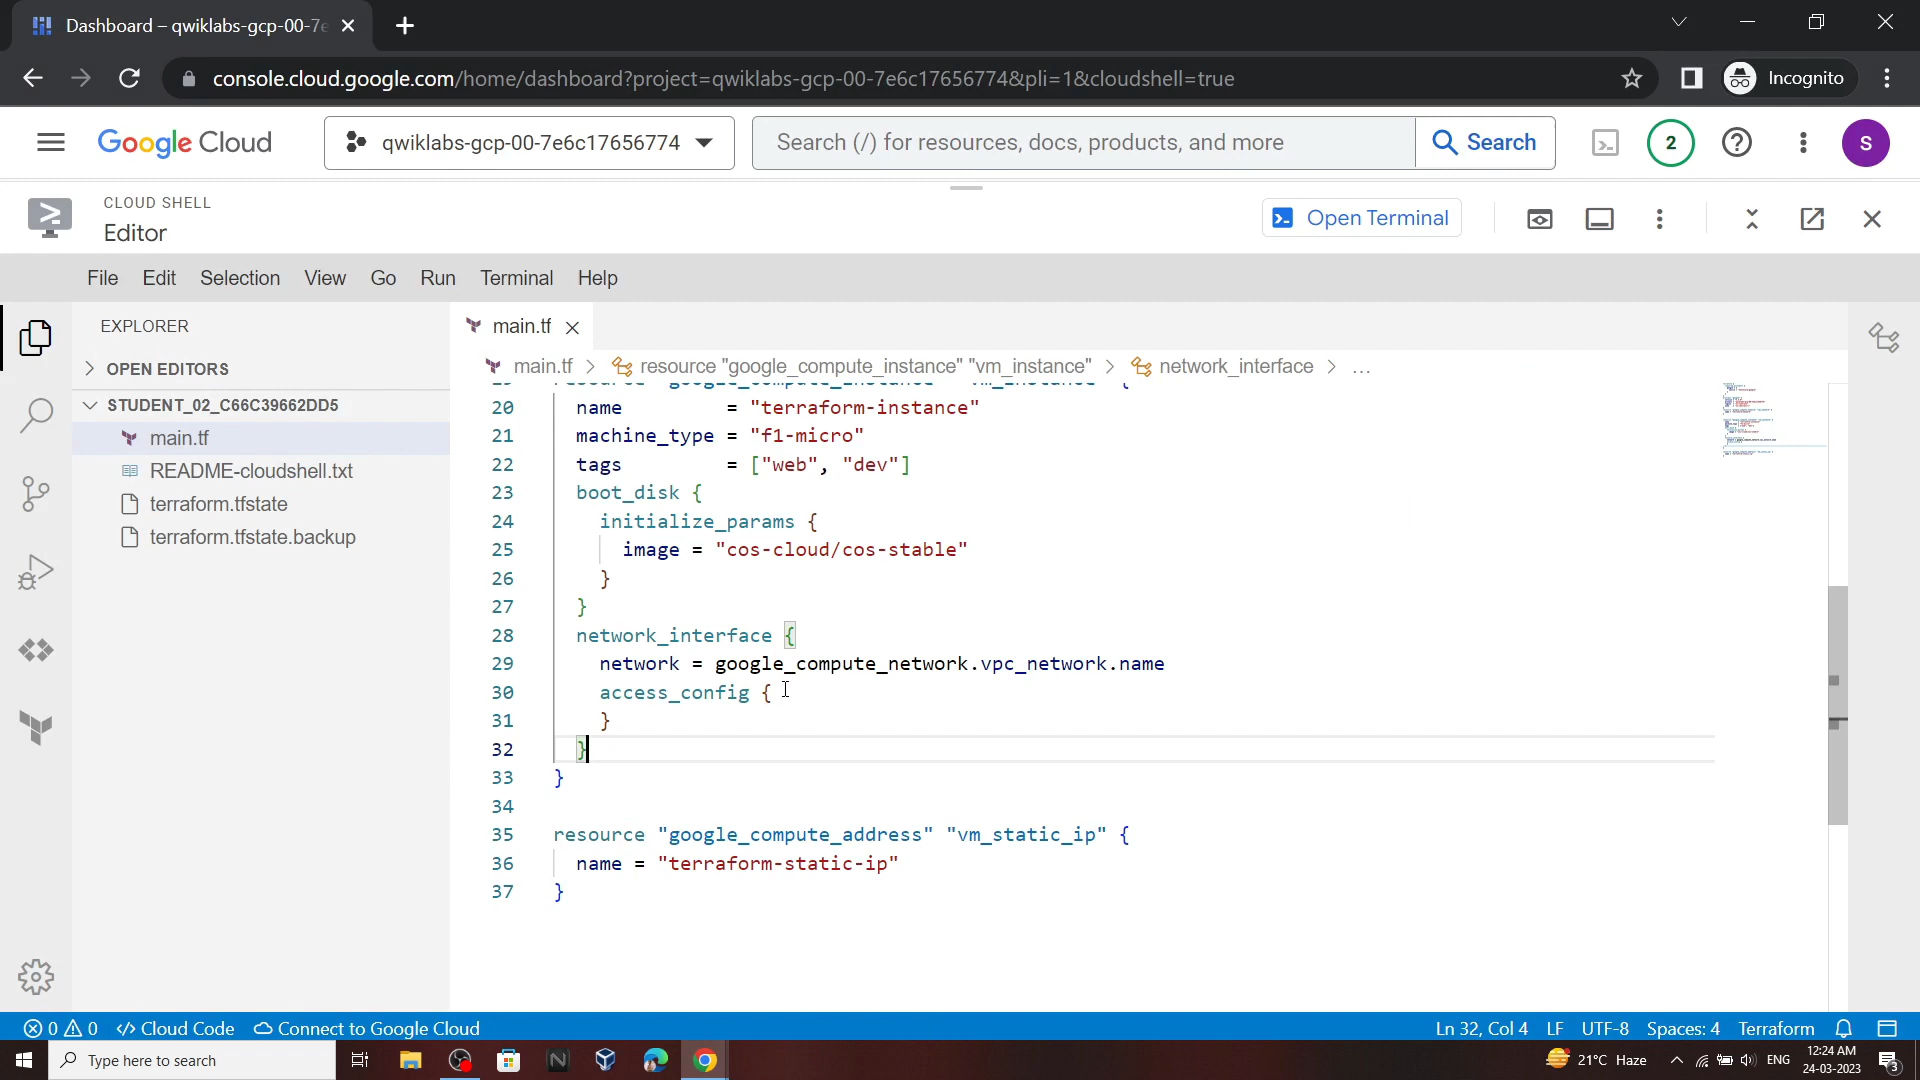 Dashboard – qwiklabs-gcp-00-7e
console.cloud.google.com/home/dashboard?project=qwiklabs-gcp-00-7e6c17656774&pli=1&cloudshell=true
Incognito
Google Cloud
qwiklabs-gcp-00-7e6c17656774
Search (/) for resources, docs, products, and more
Search
2
S
CLOUD SHELL
Editor
Open Terminal
File Edit Selection View Go Run Terminal Help
EXPLORER
OPEN EDITORS
STUDENT_02_C66C39662DD5
main.tf
README-cloudshell.txt
terraform.tfstate
terraform.tfstate.backup
main.tf
main.tf > resource "google_compute_instance" "vm_instance" > network_interface > ...
19 resource "google_compute_instance" "vm_instance" {
20 name = "terraform-instance"
21 machine_type = "f1-micro"
22 tags = ["web", "dev"]
23 boot_disk {
24 initialize_params {
25 image = "cos-cloud/cos-stable"
26 }
27 }
28 network_interface {
29 network = google_compute_network.vpc_network.name
30 access_config {
31 }
32 }
33 }
34
35 resource "google_compute_address" "vm_static_ip" {
36 name = "terraform-static-ip"
37 }
0 0 Cloud Code Connect to Google Cloud
Ln 32, Col 4 LF UTF-8 Spaces: 4 Terraform
Type here to search
21°C Haze
ENG
12:24 AM
24-03-2023
3